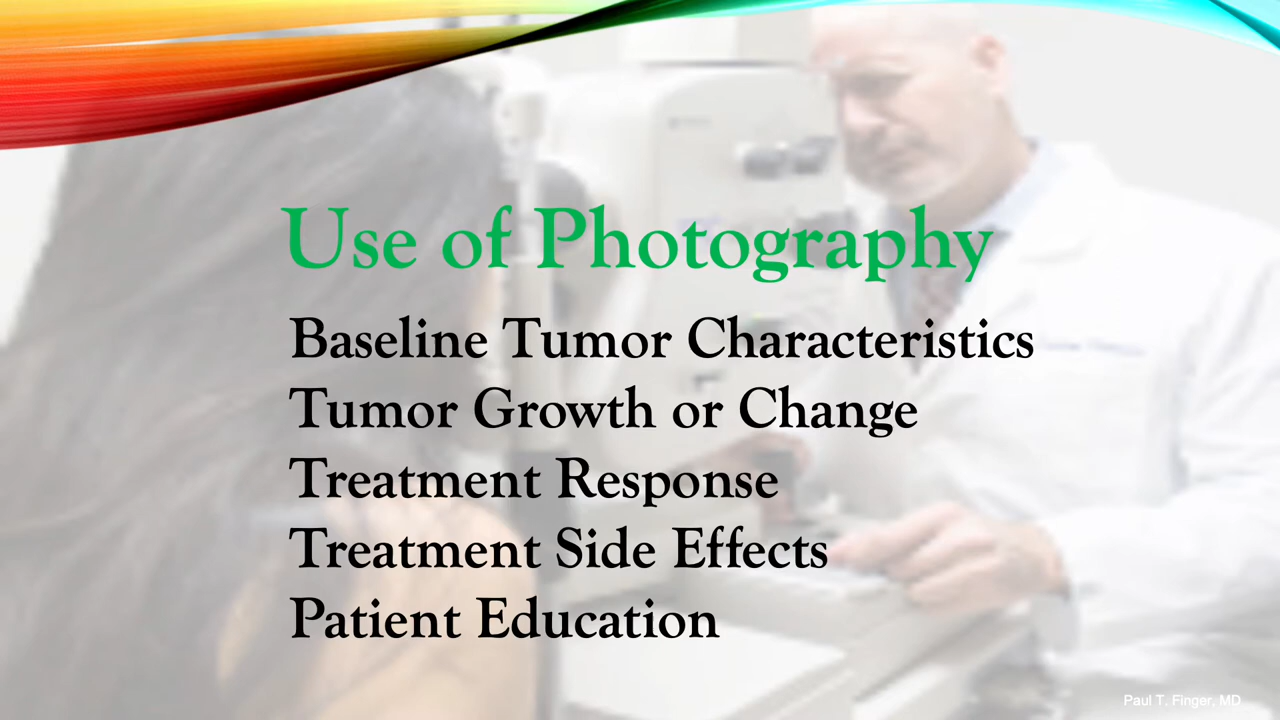 Use of Photography
Baseline Tumor Characteristics
Tumor Growth or Change
Treatment Response
Treatment Side Effects
Patient Education
Paul T. Finger, MD